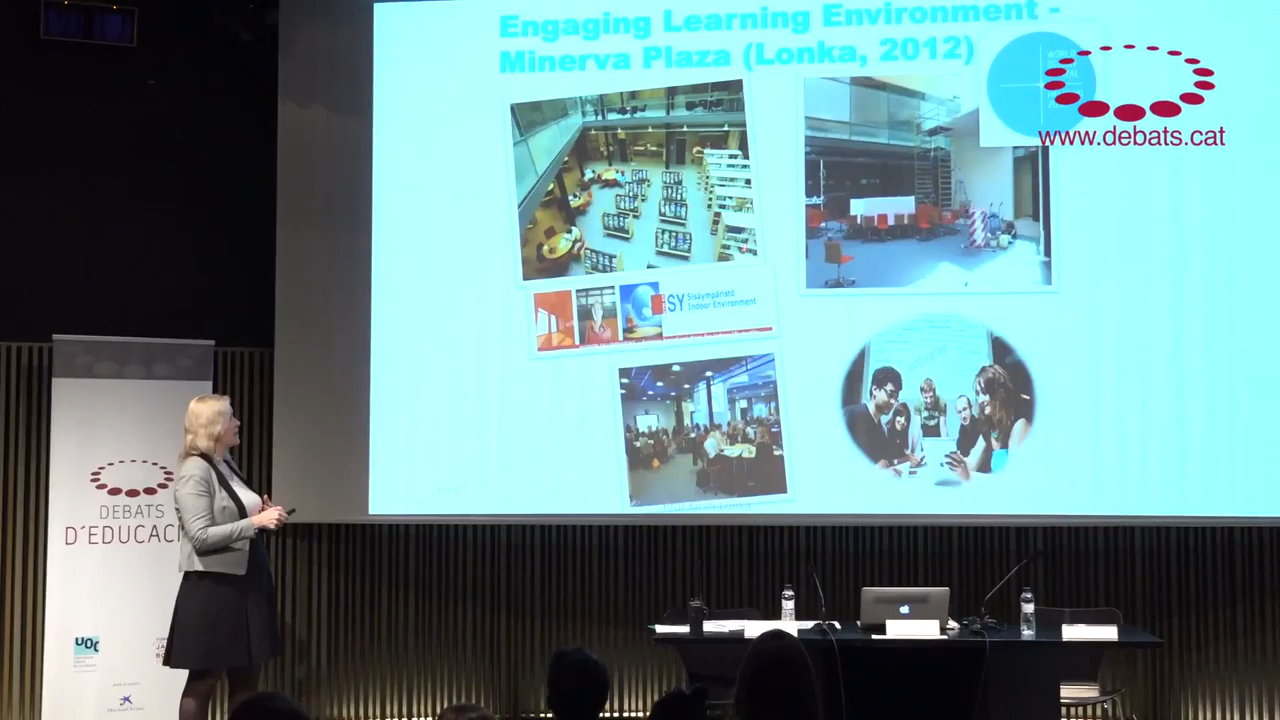 Engaging Learning Environment -
Minerva Plaza (Lonka, 2012)
www.debats.cat
SY Sisäympäristö
Indoor Environment
DEBATS
D'EDUCACI
UOC